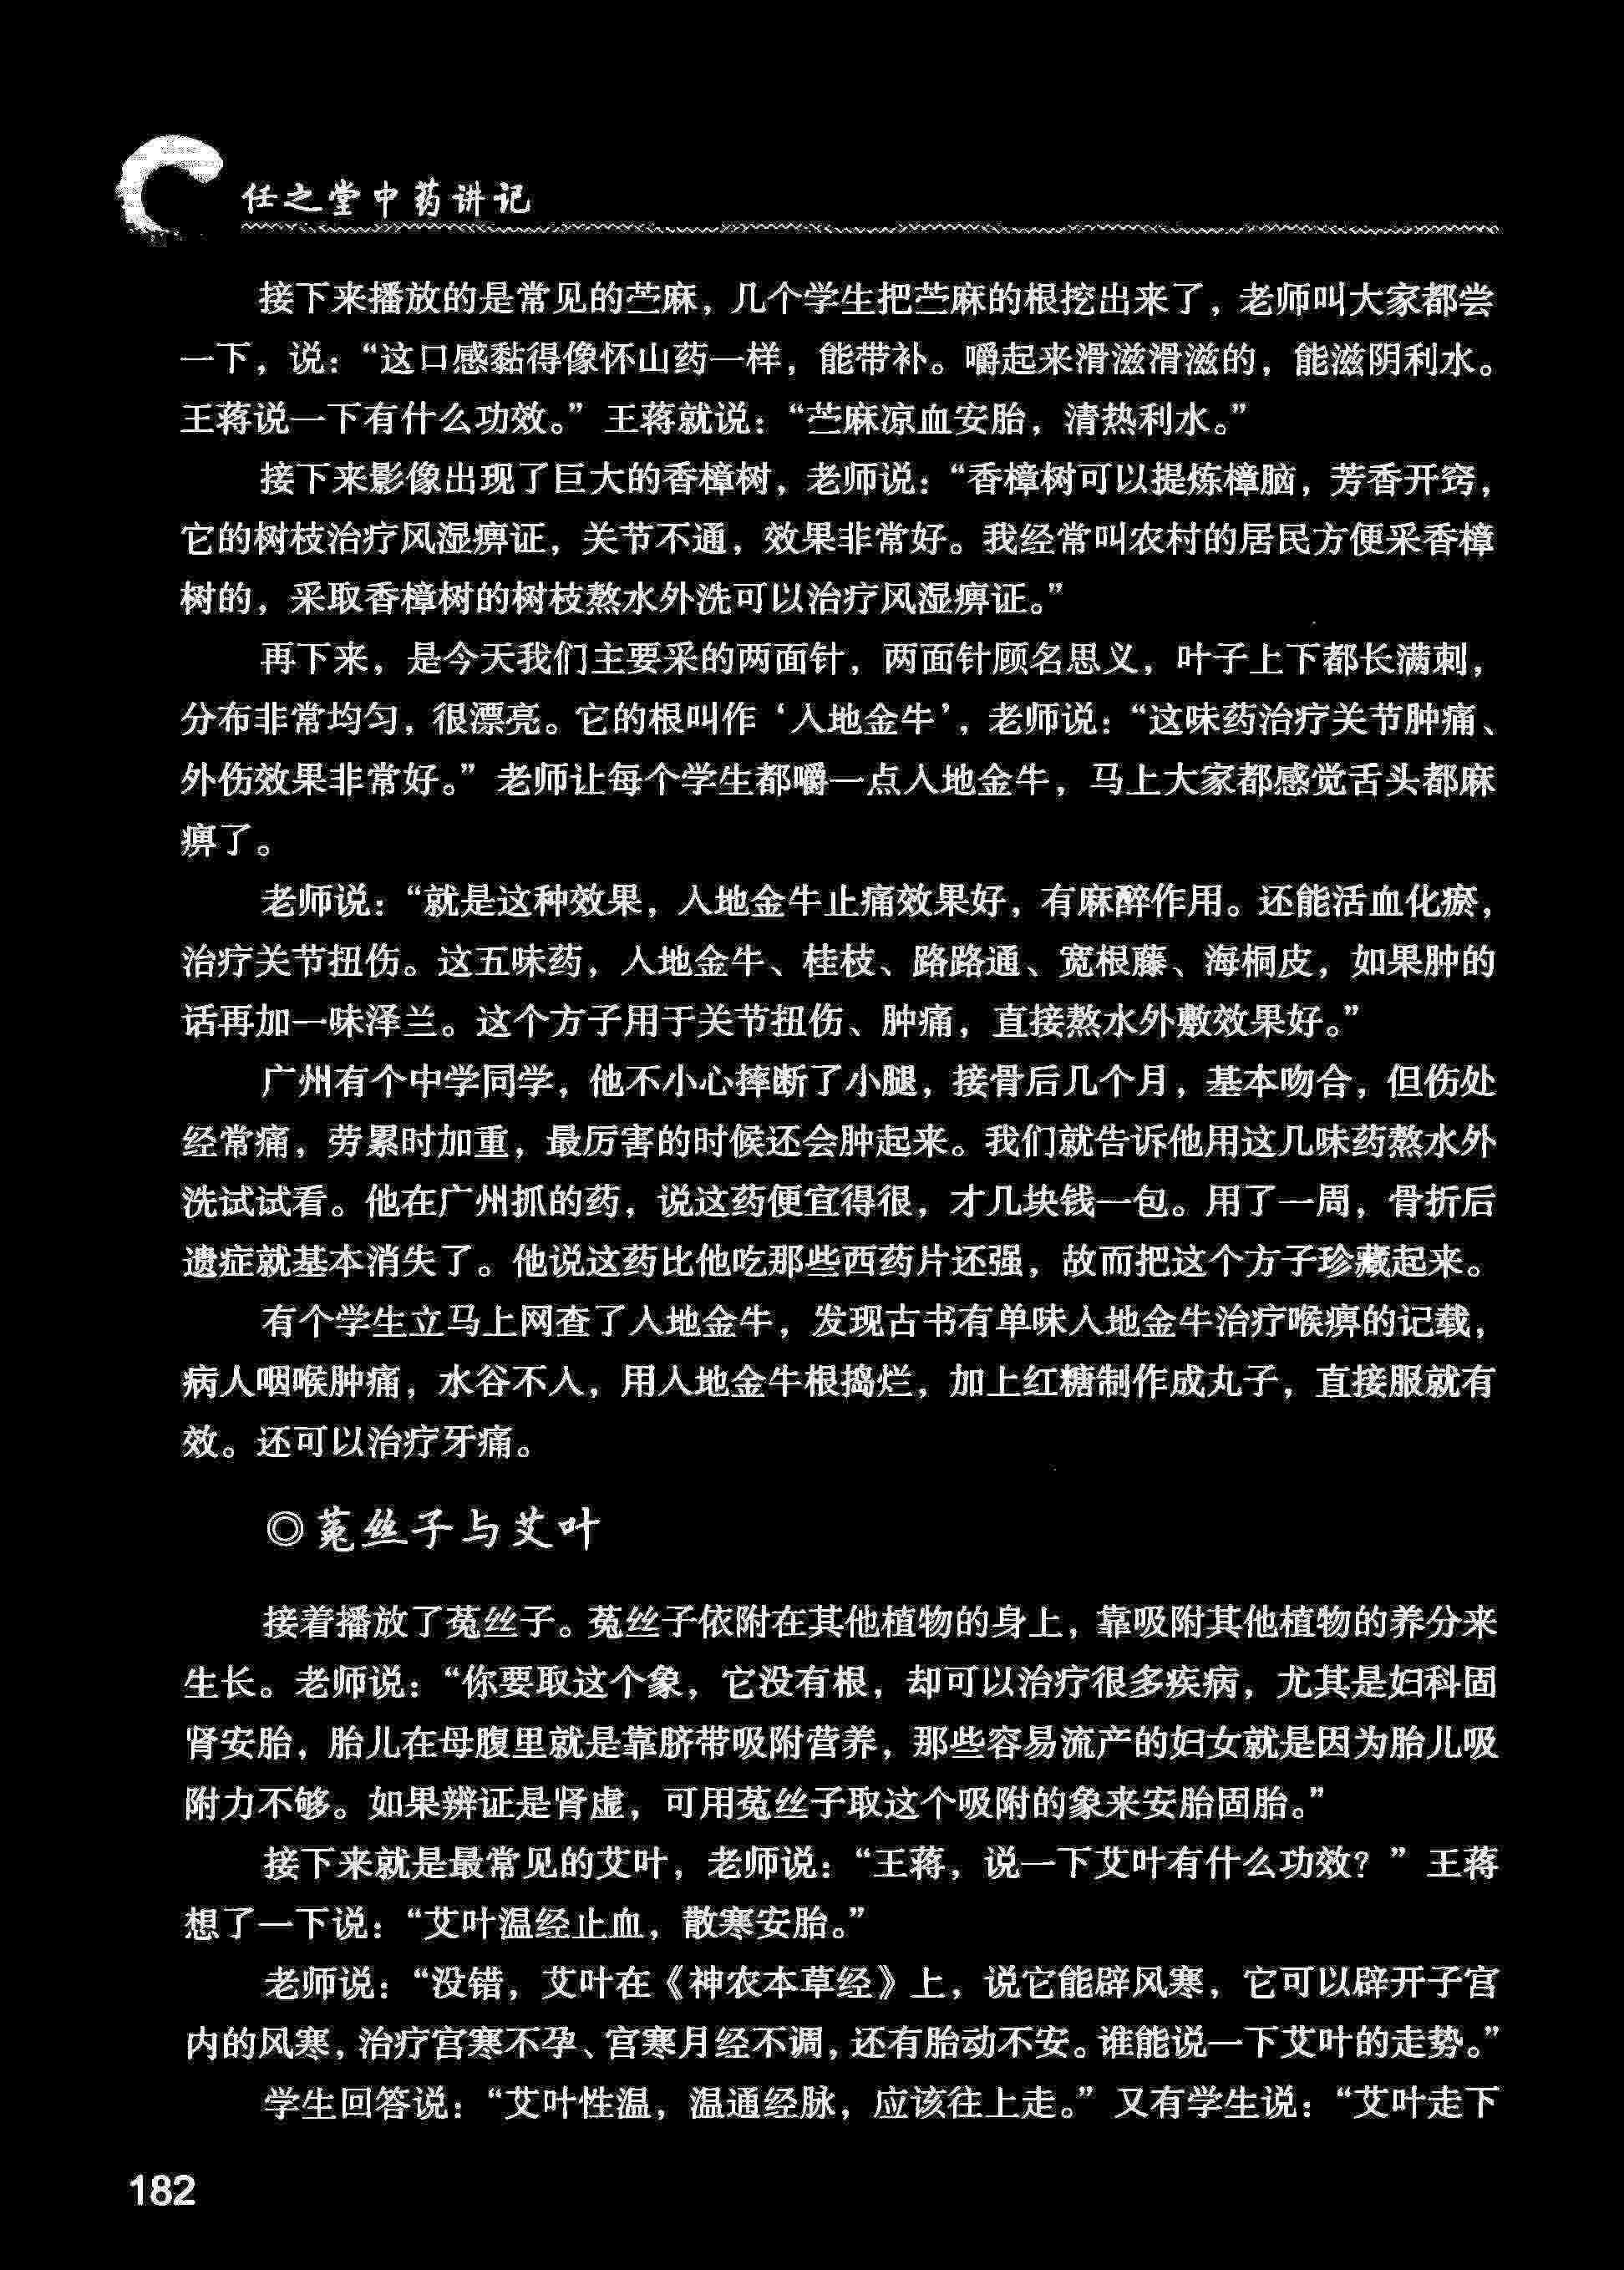 任之堂中药讲记
接下来播放的是常见的苎麻，几个学生把苎麻的根挖出来了，老师叫大家都尝
一下，说：“这口感黏得像怀山药一样，能带补。嚼起来滑滋滑滋的，能滋阴利水。
王蒋说一下有什么功效。”王蒋就说：“苎麻凉血安胎，清热利水。”
接下来影像出现了巨大的香樟树，老师说：“香樟树可以提炼樟脑，芳香开窍，
它的树枝治疗风湿痹证，关节不通，效果非常好。我经常叫农村的居民方便采香樟
树的，采取香樟树的树枝熬水外洗可以治疗风湿痹证。”
再下来，是今天我们主要采的两面针，两面针顾名思义，叶子上下都长满刺，
分布非常均匀，很漂亮。它的根叫作‘入地金牛’，老师说：“这味药治疗关节肿痛、
外伤效果非常好。”老师让每个学生都嚼一点入地金牛，马上大家都感觉舌头都麻
痹了。
老师说：“就是这种效果，入地金牛止痛效果好，有麻醉作用。还能活血化瘀，
治疗关节扭伤。这五味药，入地金牛、桂枝、路路通、宽根藤、海桐皮，如果肿的
话再加一味泽兰。这个方子用于关节扭伤、肿痛，直接熬水外敷效果好。”
广州有个中学同学，他不小心摔断了小腿，接骨后几个月，基本吻合，但伤处
经常痛，劳累时加重，最厉害的时候还会肿起来。我们就告诉他用这几味药熬水外
洗试试看。他在广州抓的药，说这药便宜得很，才几块钱一包。用了一周，骨折后
遗症就基本消失了。他说这药比他吃那些西药片还强，故而把这个方子珍藏起来。
有个学生立马上网查了入地金牛，发现古书有单味入地金牛治疗喉痹的记载，
病人咽喉肿痛，水谷不入，用入地金牛根捣烂，加上红糖制作成丸子，直接服就有
效。还可以治疗牙痛。
◎菟丝子与艾叶
接着播放了菟丝子。菟丝子依附在其他植物的身上，靠吸附其他植物的养分来
生长。老师说：“你要取这个象，它没有根，却可以治疗很多疾病，尤其是妇科固
肾安胎，胎儿在母腹里就是靠脐带吸附营养，那些容易流产的妇女就是因为胎儿吸
附力不够。如果辨证是肾虚，可用菟丝子取这个吸附的象来安胎固胎。”
接下来就是最常见的艾叶，老师说：“王蒋，说一下艾叶有什么功效？”王蒋
想了一下说：“艾叶温经止血，散寒安胎。”
老师说：“没错，艾叶在《神农本草经》上，说它能辟风寒，它可以辟开子宫
内的风寒，治疗宫寒不孕、宫寒月经不调，还有胎动不安。谁能说一下艾叶的走势。”
学生回答说：“艾叶性温，温通经脉，应该往上走。”又有学生说：“艾叶走下
182